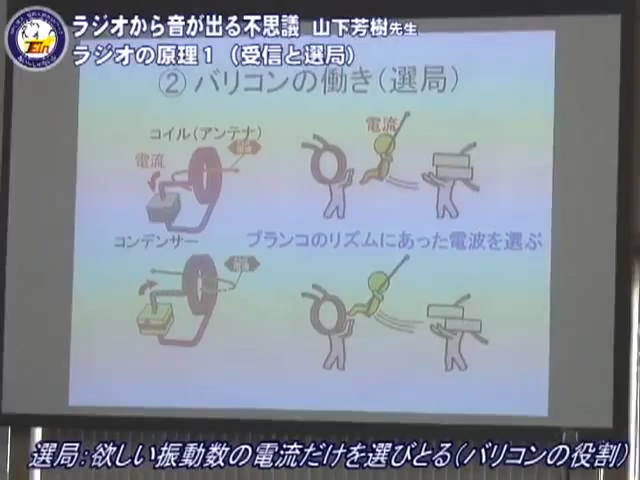 ラジオから音が出る不思議 山下芳樹先生
ラジオの原理1（受信と選局）
② バリコンの働き(選局)
コイル(アンテナ)
電流
電流
コンデンサー
ブランコのリズムにあった電波を選ぶ
選局：欲しい振動数の電流だけを選びとる(バリコンの役割)